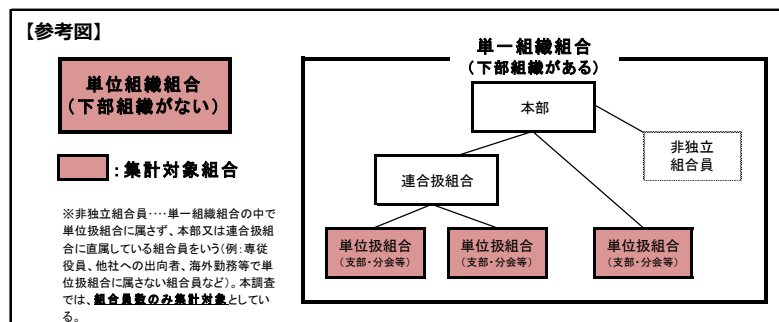 【参考図】
単位組織組合
（下部組織がない）
：集計対象組合
※非独立組合員‥‥単一組織組合の中で
単位扱組合に属さず、本部又は連合扱組
合に直属している組合員をいう（例：専従
役員、他社への出向者、海外勤務等で単
位扱組合に属さない組合員など）。本調査
では、組合員数のみ集計対象としてい
る。
単一組織組合
（下部組織がある）
本部
非独立
組合員
連合扱組合
単位扱組合
（支部・分会等）
単位扱組合
（支部・分会等）
単位扱組合
（支部・分会等）